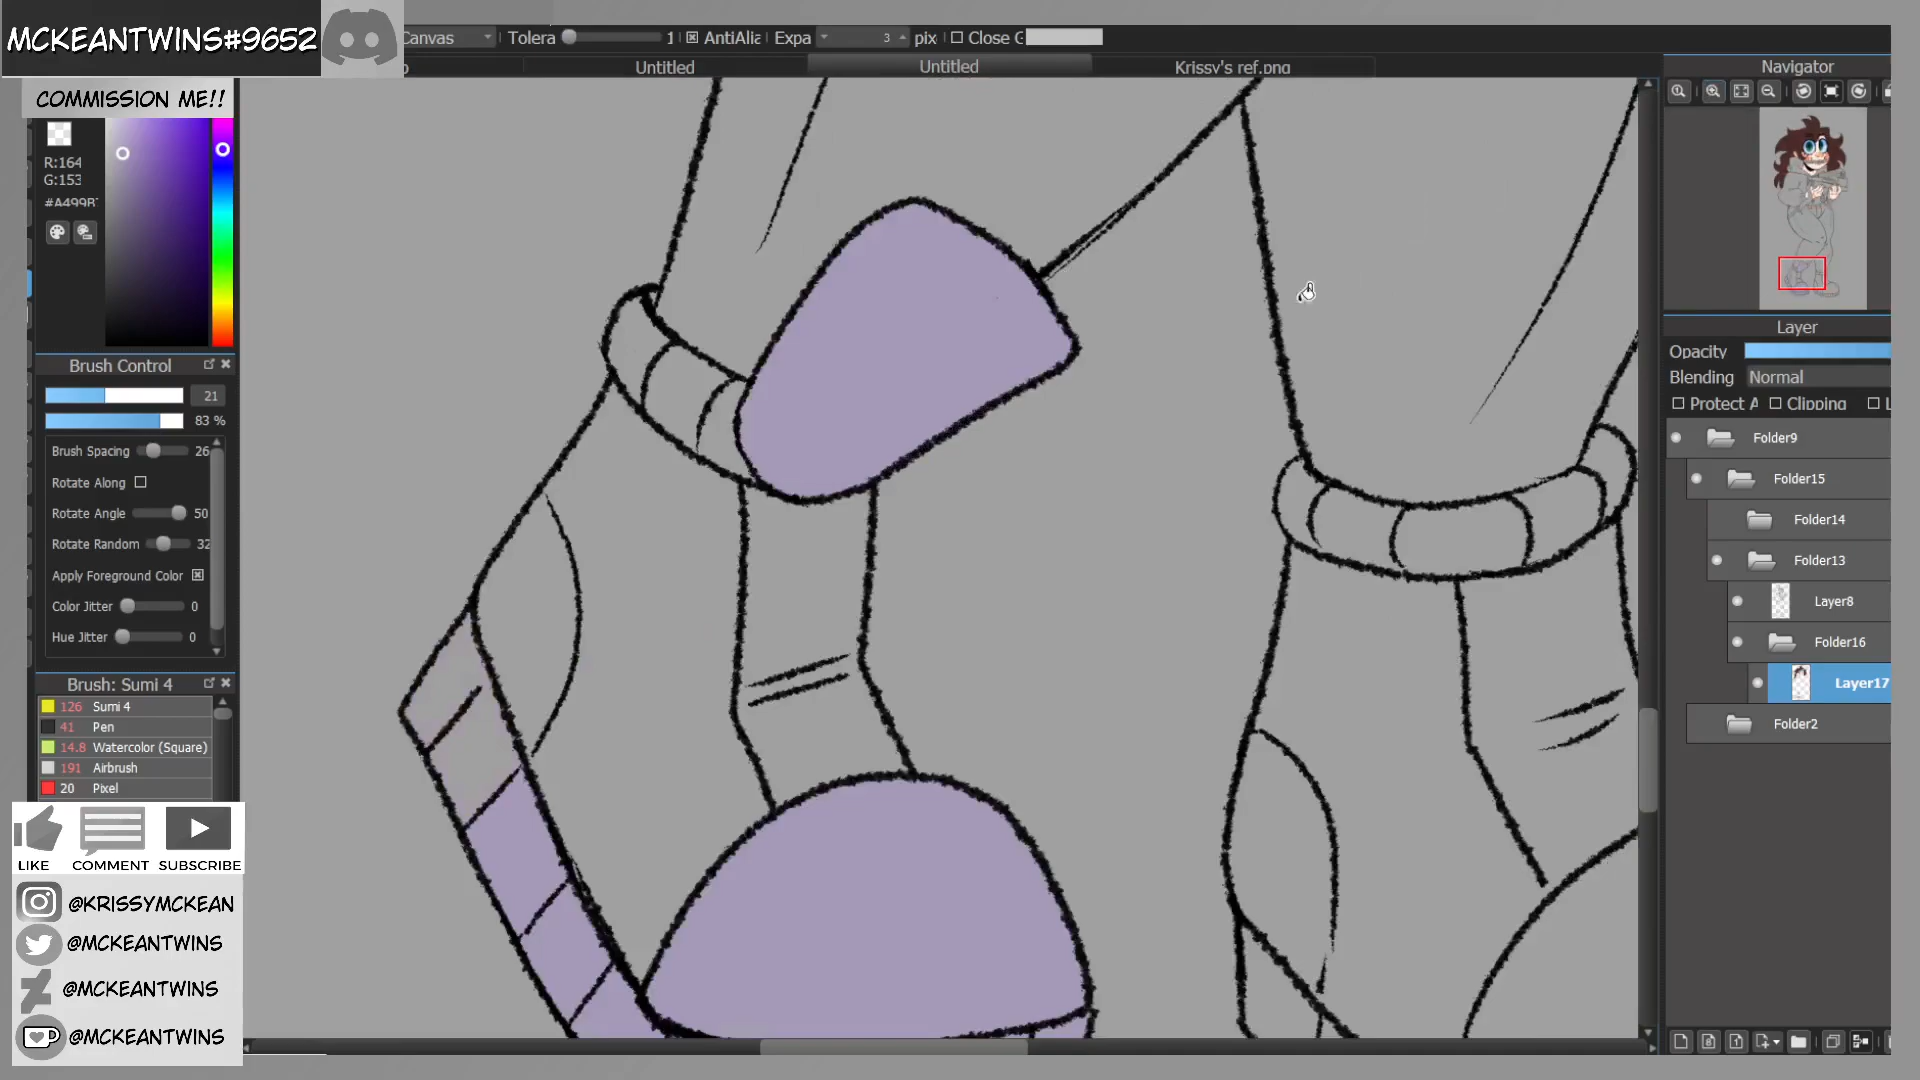 MCKEANTWINS#9652
COMMISSION ME!!
Canvas
Tolera
1
AntiAlia
Expa
3
pix
Close G
Untitled
Untitled
Krissy's ref.png
Navigator
R:164
G:153
#A499B
Brush Control
21
83 %
Brush Spacing
26
Rotate Along
Rotate Angle
50
Rotate Random
32
Apply Foreground Color
Color Jitter
0
Hue Jitter
0
Brush: Sumi 4
126 Sumi 4
41 Pen
14.8 Watercolor (Square)
191 Airbrush
20 Pixel
LIKE
COMMENT
SUBSCRIBE
@KRISSYMCKEAN
@MCKEANTWINS
@MCKEANTWINS
@MCKEANTWINS
Layer
Opacity
Blending
Normal
Protect A
Clipping
Folder9
Folder15
Folder14
Folder13
Layer8
Folder16
Layer17
Folder2